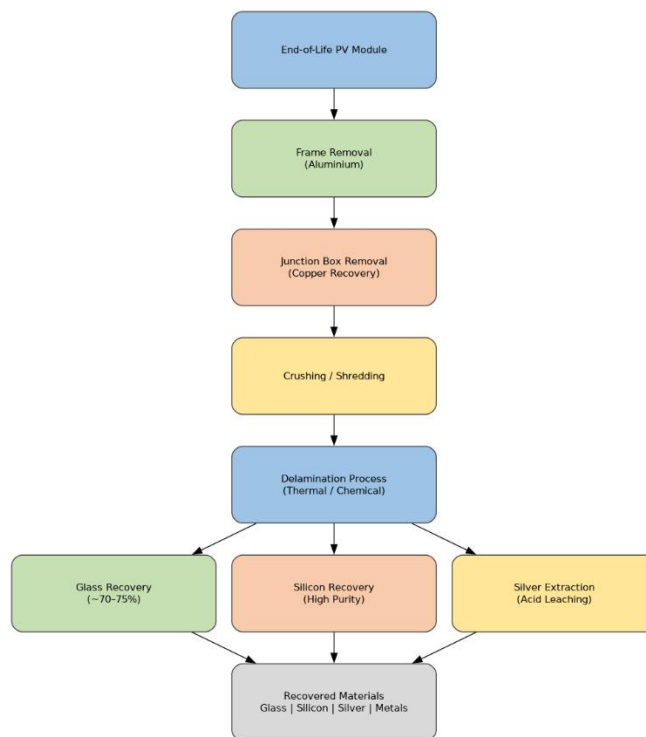 End-of-Life PV Module
Frame Removal
(Aluminium)
Junction Box Removal
(Copper Recovery)
Crushing / Shredding
Delamination Process
(Thermal / Chemical)
Glass Recovery
(~70–75%)
Silicon Recovery
(High Purity)
Silver Extraction
(Acid Leaching)
Recovered Materials
Glass | Silicon | Silver | Metals